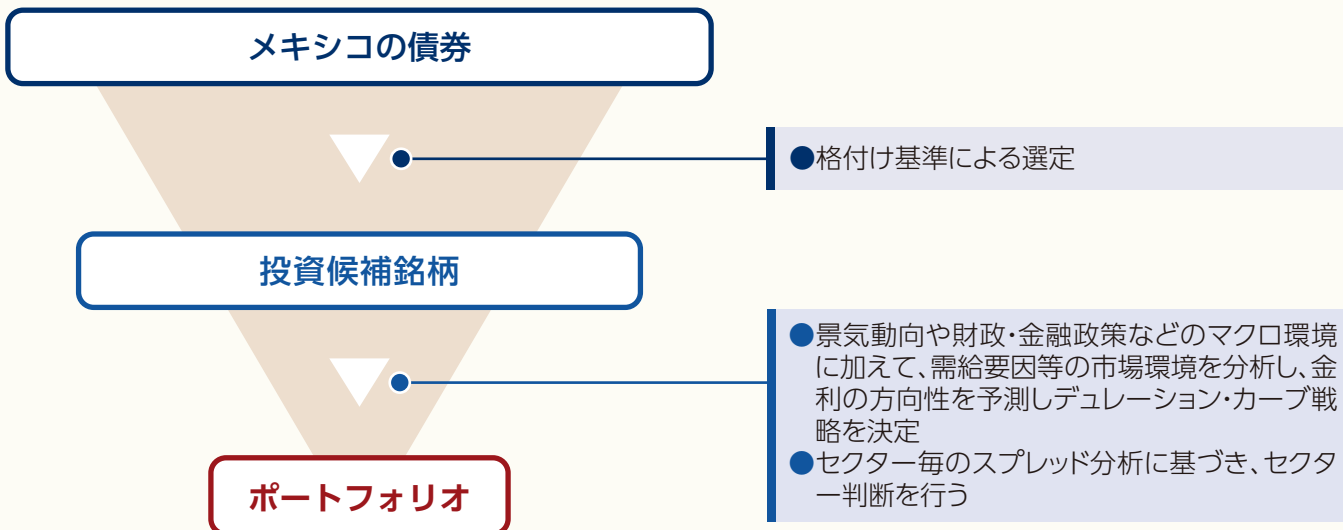 メキシコの債券
●格付け基準による選定
投資候補銘柄
●景気動向や財政・金融政策などのマクロ環境
に加えて、需給要因等の市場環境を分析し、金
利の方向性を予測しデュレーション・カーブ戦
略を決定
●セクター毎のスプレッド分析に基づき、セクタ
ー判断を行う
ポートフォリオ